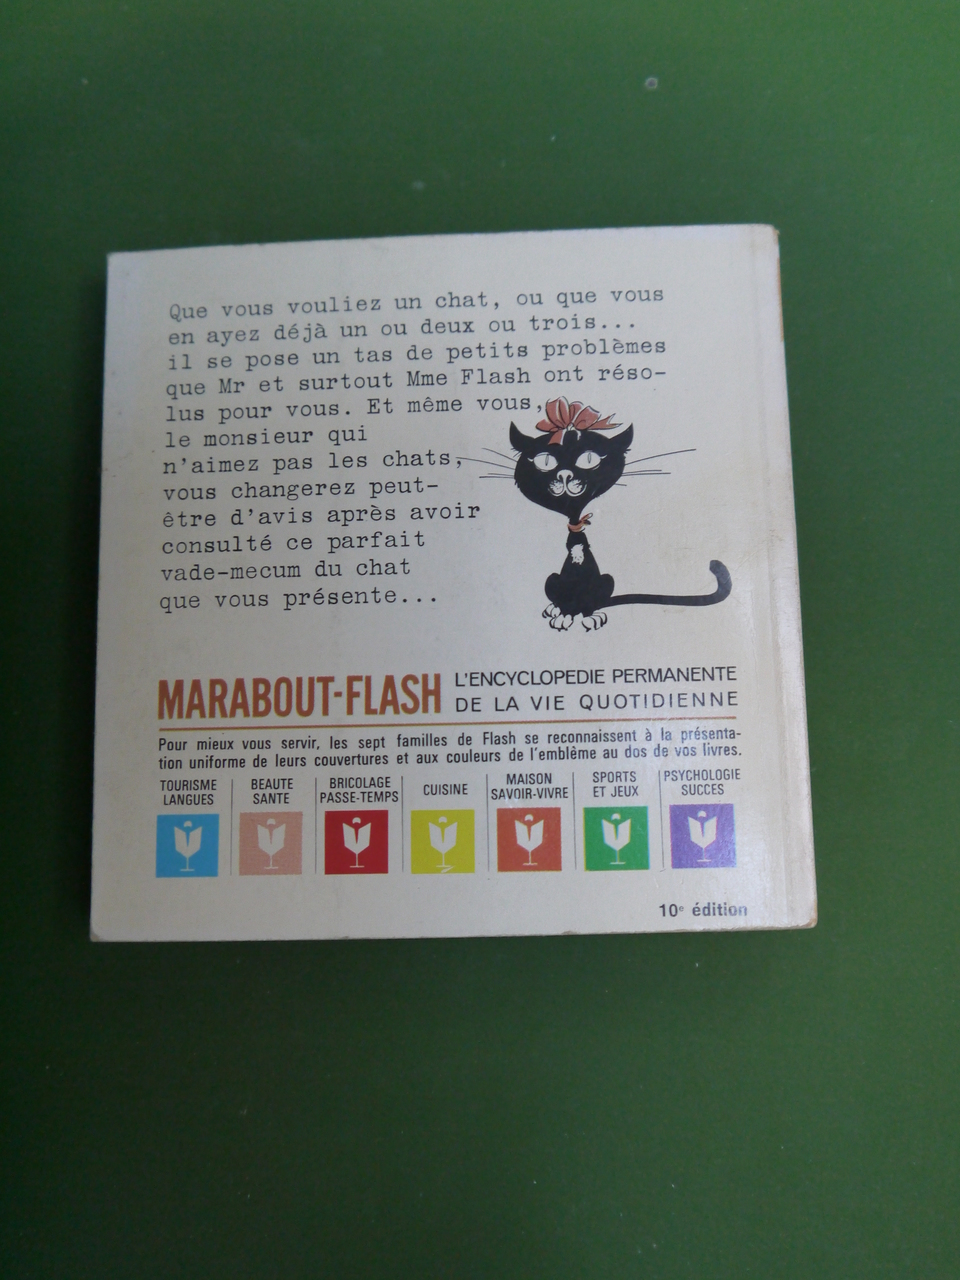 Que vous vouliez un chat, ou que vous
en ayez déjà un ou deux ou trois...
il se pose un tas de petits problèmes
que Mr et surtout Mme Flash ont réso-
lus pour vous. Et même vous,
le monsieur qui
n'aimez pas les chats,
vous changerez peut-
être d'avis après avoir
consulté ce parfait
vade-mecum du chat
que vous présente...
MARABOUT-FLASH
L'ENCYCLOPEDIE PERMANENTE
DE LA VIE QUOTIDIENNE
Pour mieux vous servir, les sept familles de Flash se reconnaissent à la présenta-
tion uniforme de leurs couvertures et aux couleurs de l'emblême au dos de vos livres.
TOURISME
LANGUES
BEAUTE
SANTE
BRICOLAGE
PASSE-TEMPS
CUISINE
MAISON
SAVOIR-VIVRE
SPORTS
ET JEUX
PSYCHOLOGIE
SUCCES
10e édition